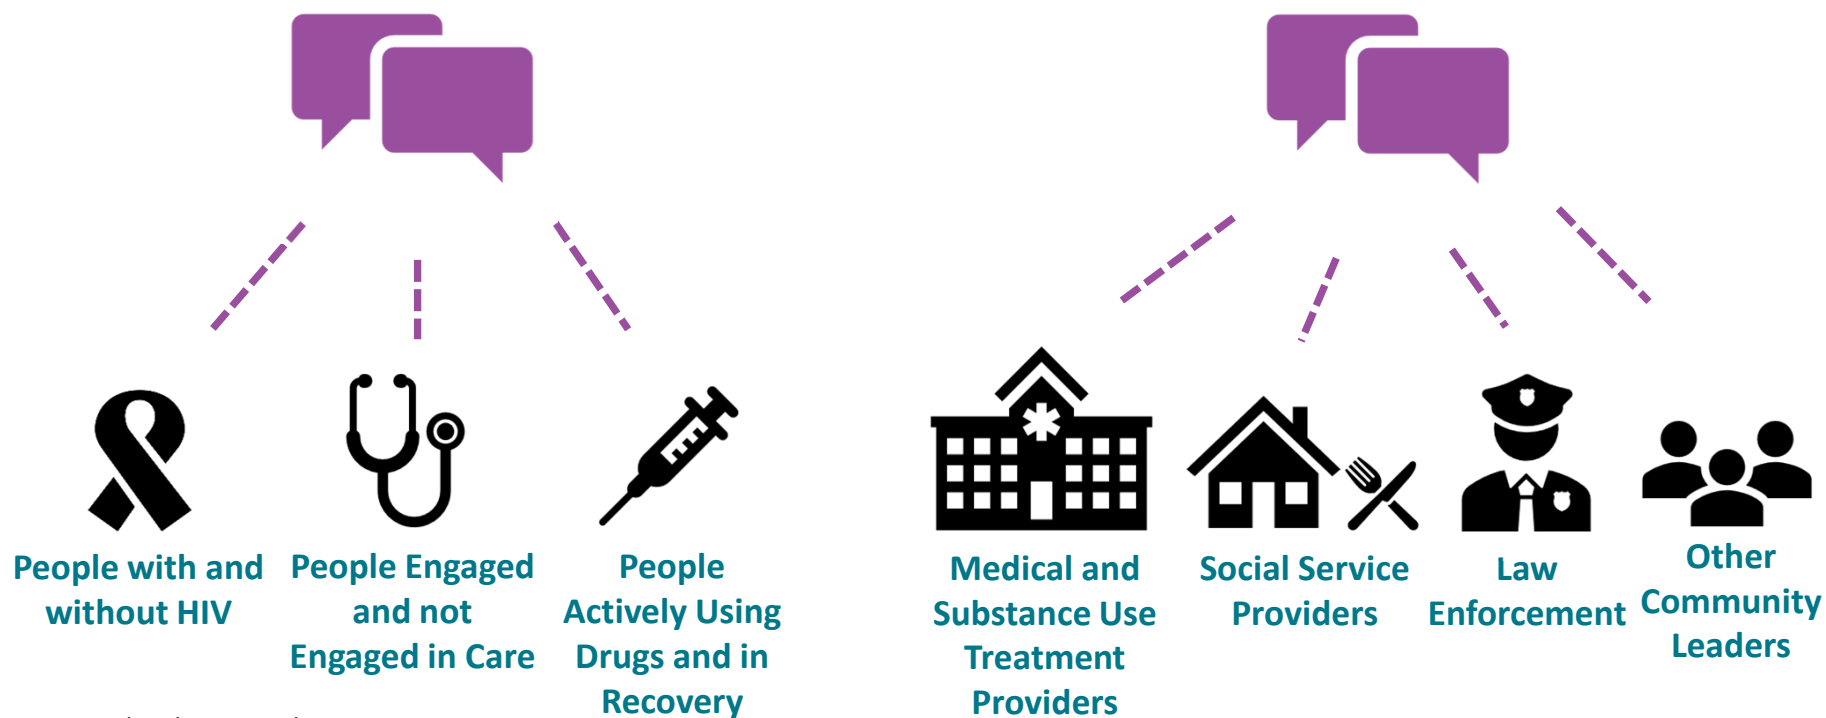 People with and
without HIV
People Engaged
and not
Engaged in Care
People
Actively Using
Drugs and in
Recovery
Medical and
Substance Use
Treatment
Providers
Social Service
Providers
Law
Enforcement
Other
Community
Leaders